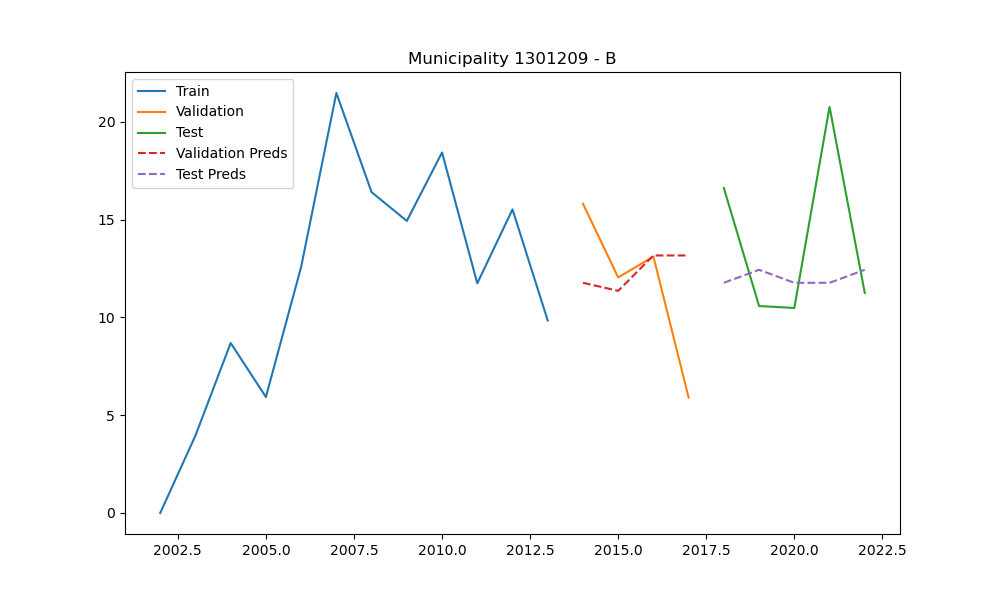 Municipality 1301209 - B
Train
Validation
Test
Validation Preds
Test Preds
20
15
10
5
0
2002.5 2005.0 2007.5 2010.0 2012.5 2015.0 2017.5 2020.0 2022.5